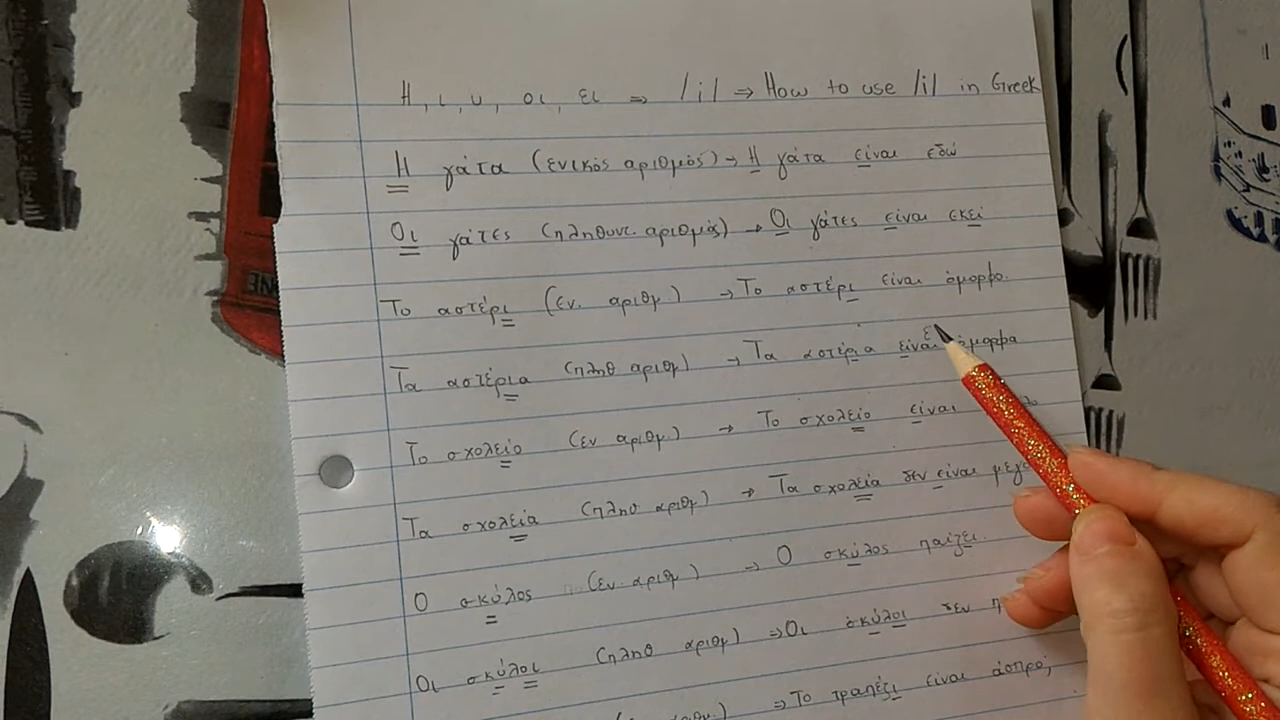 Η, ι, υ, οι, ει ⇒ /i/ ⇒ How to use /i/ in Greek
Η γάτα (ενικός αριθμός) → Η γάτα είναι εδώ
Οι γάτες (πληθυντ. αριθμός) → Οι γάτες είναι εκεί
Το αστέρι (εν. αριθμ.) → Το αστέρι είναι όμορφο.
Τα αστέρια (πληθ αριθμ) → Τα αστέρια είναι όμορφα
Το σχολείο (εν αριθμ) → Το σχολείο είναι
Τα σχολεία (πληθ αριθμ) → Τα σχολεία δεν είναι
Ο σκύλος (εν. αριθμ) → Ο σκύλος παίζει.
Οι σκύλοι (πληθ αριθμ) ⇒ Οι σκύλοι δεν
⇒ Το τραπέζι είναι άσπρο;